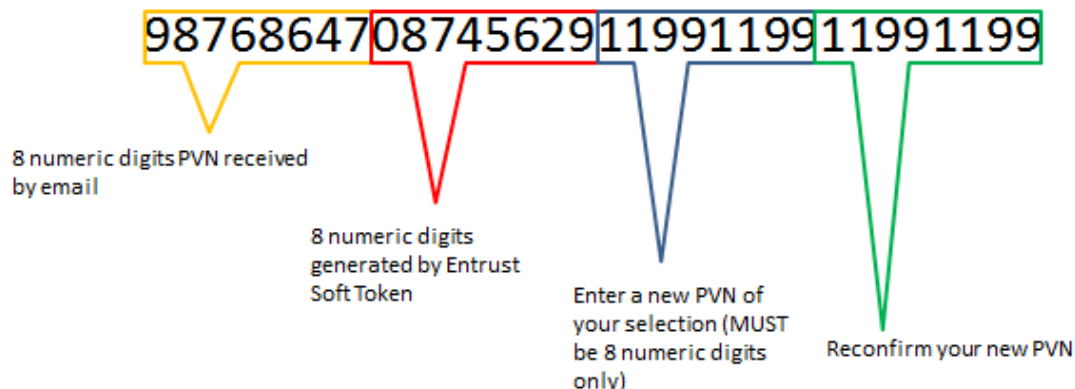 98768647087456291199119911991199
8 numeric digits PVN received
by email
8 numeric digits
generated by Entrust
Soft Token
Enter a new PVN of
your selection (MUST
be 8 numeric digits
only)
Reconfirm your new PVN